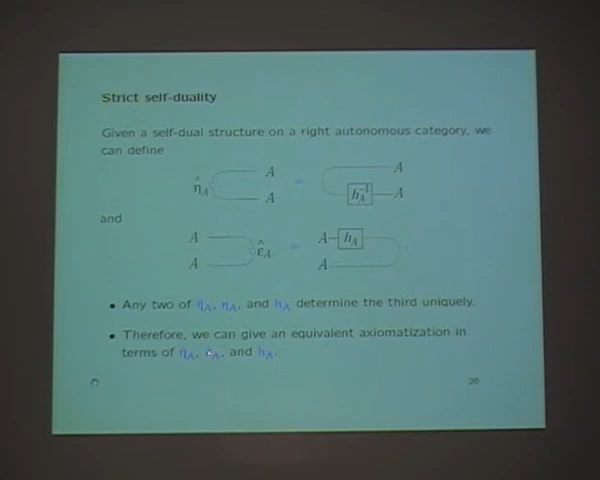 Strict self-duality
Given a self-dual structure on a right autonomous category, we
can define
η̂_A A A = A h_A^{-1} A
and
A A ε̂_A = A h_A A
• Any two of η_A, η̂_A, and h_A determine the third uniquely.
• Therefore, we can give an equivalent axiomatization in
terms of η̂_A, ε̂_A, and h_A.
20